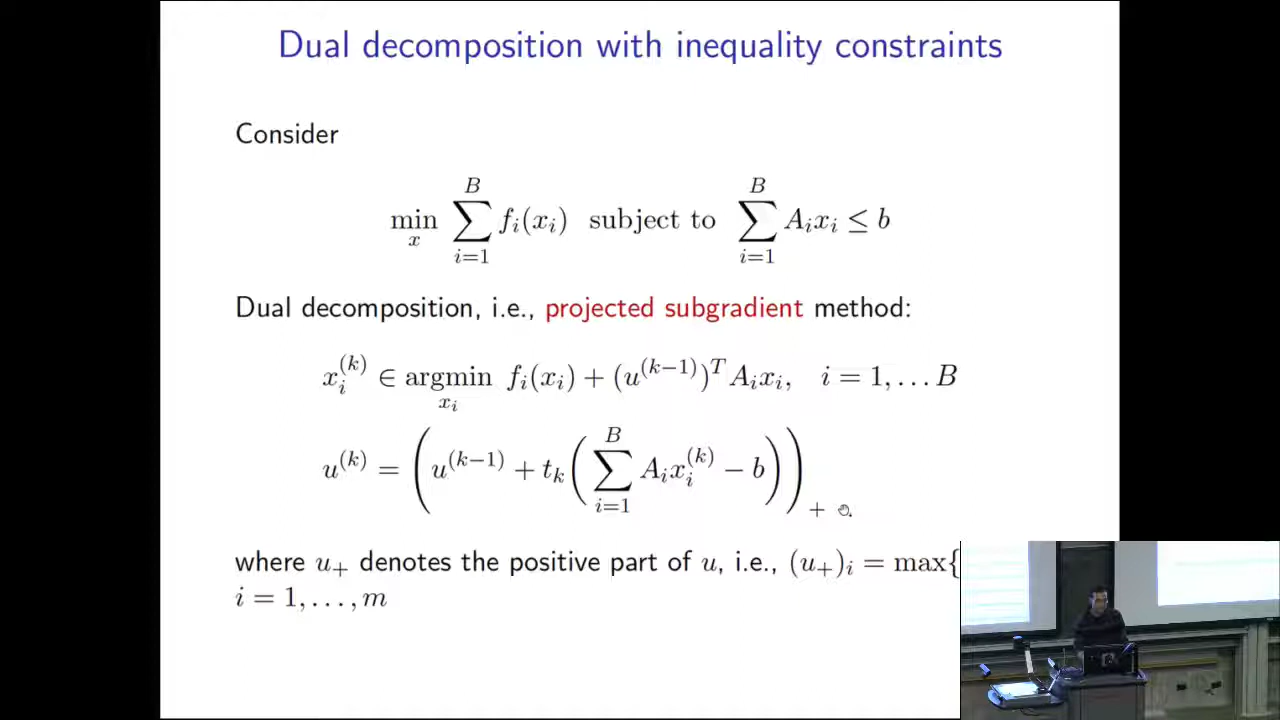 Dual decomposition with inequality constraints
Consider
min_x ∑_{i=1}^{B} f_i(x_i) subject to ∑_{i=1}^{B} A_i x_i ≤ b
Dual decomposition, i.e., projected subgradient method:
x_i^{(k)} ∈ argmin_{x_i} f_i(x_i) + (u^{(k−1)})^T A_i x_i, i = 1, … B
u^{(k)} = (u^{(k−1)} + t_k(∑_{i=1}^{B} A_i x_i^{(k)} − b))_+
where u_+ denotes the positive part of u, i.e., (u_+)_i = max{
i = 1, …, m